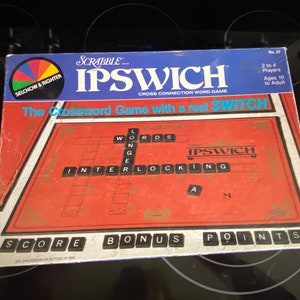 SCRABBLE
No. 97
SELCHOW & RIGHTER
IPSWICH
CROSS CONNECTION WORD GAME
2 to 4
Players
Ages 10
to Adult
The Crossword Game with a real SWITCH
LONGER
WORDS
IPSWICH
INTERLOCKING
A
SCORE BONUS POINTS